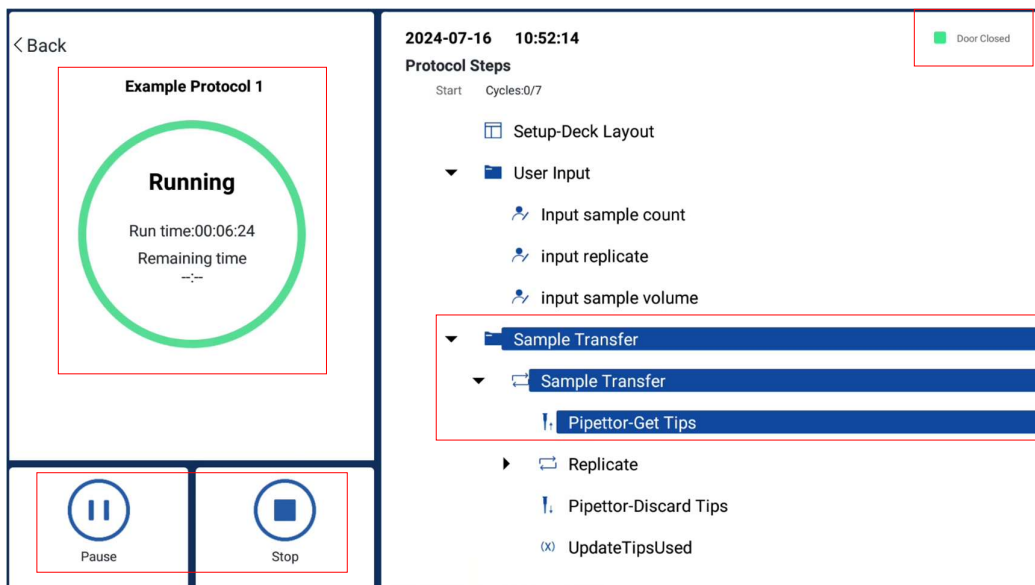 Back
Example Protocol 1
Running
Run time:00:06:24
Remaining time
--:--
Pause
Stop
2024-07-16 10:52:14
Door Closed
Protocol Steps
Start Cycles:0/7
Setup-Deck Layout
User Input
Input sample count
input replicate
input sample volume
Sample Transfer
Sample Transfer
Pipettor-Get Tips
Replicate
Pipettor-Discard Tips
(X) UpdateTipsUsed